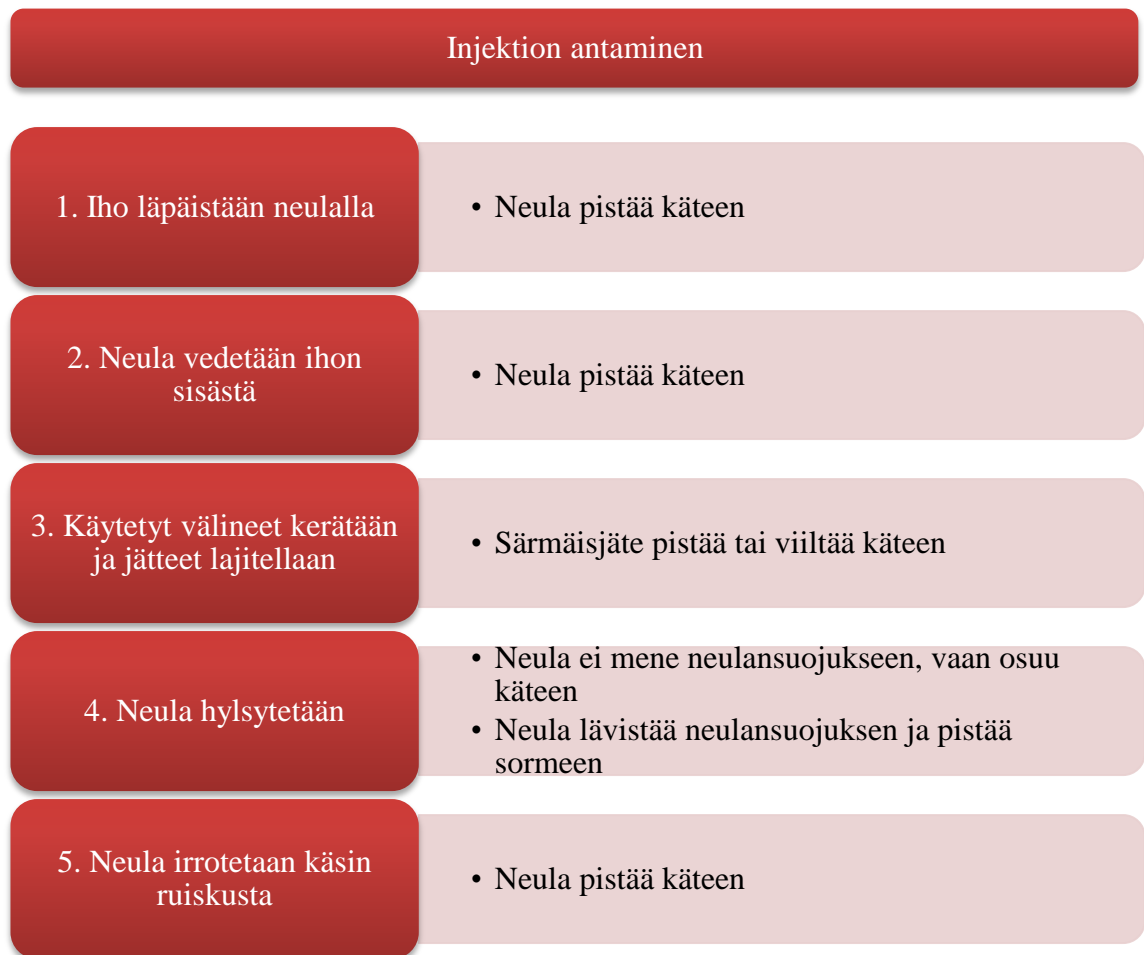 Injektion antaminen
1. Iho läpäistään neulalla
• Neula pistää käteen
2. Neula vedetään ihon
sisästä
• Neula pistää käteen
3. Käytetyt välineet kerätään
ja jätteet lajitellaan
• Särmäisjäte pistää tai viiltää käteen
4. Neula hylsytetään
• Neula ei mene neulansuojukseen, vaan osuu
käteen
• Neula lävistää neulansuojuksen ja pistää
sormeen
5. Neula irrotetaan käsin
ruiskusta
• Neula pistää käteen